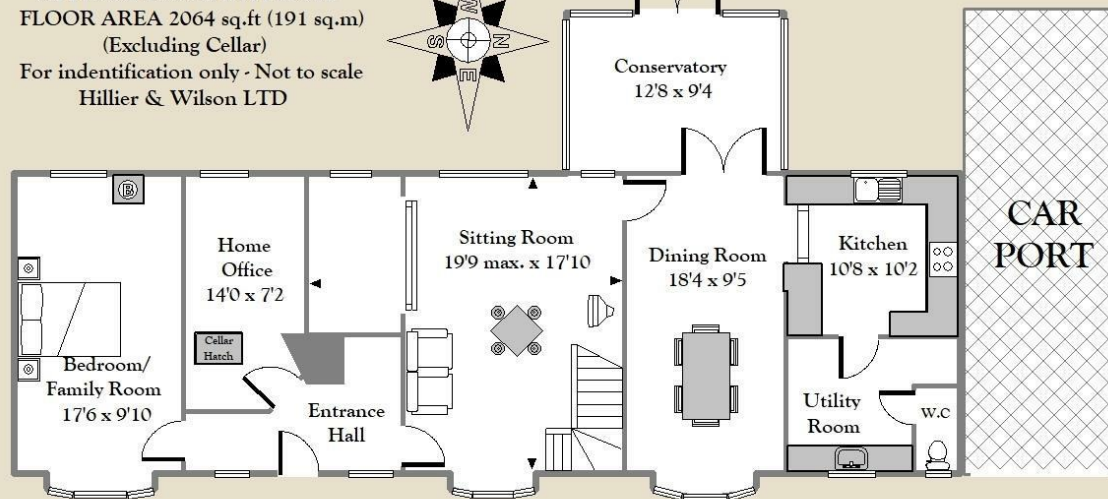 FLOOR AREA 2064 sq.ft (191 sq.m)
(Excluding Cellar)
For indentification only - Not to scale
Hillier & Wilson LTD
W
S
N
E
Conservatory
12'8 x 9'4
CAR
PORT
B
Home
Office
14'0 x 7'2
Cellar
Hatch
Sitting Room
19'9 max. x 17'10
Dining Room
18'4 x 9'5
Kitchen
10'8 x 10'2
Bedroom/
Family Room
17'6 x 9'10
Entrance
Hall
Utility
Room
W.C